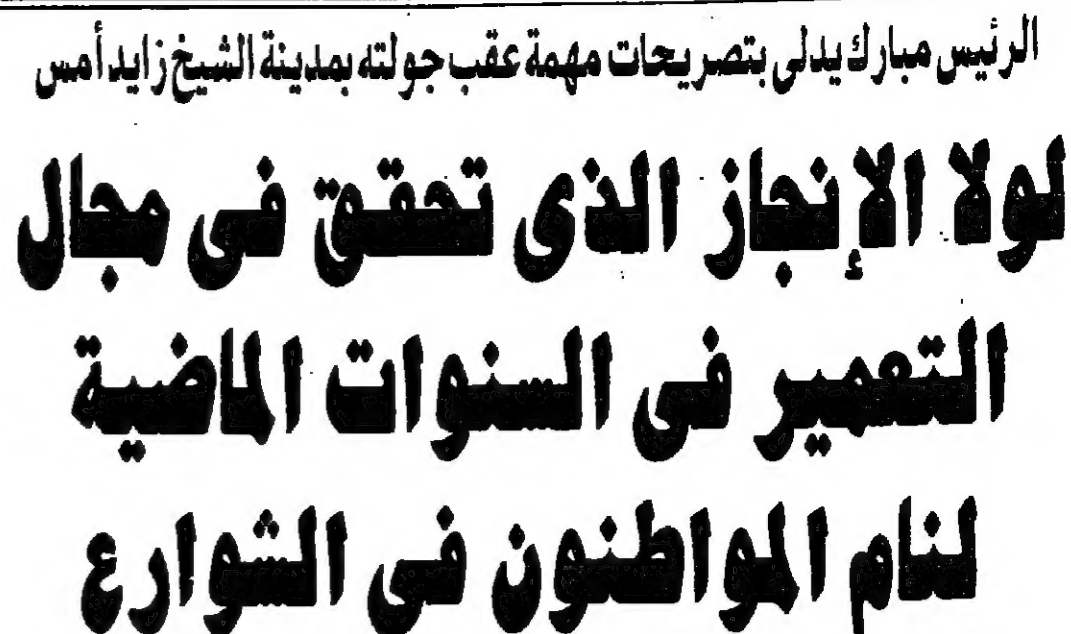 الرئيس مبارك يدلى بتصريحات مهمة عقب جولته بمدينة الشيخ زايد أمس
لولا الإنجاز الذى تحقق فى مجال
التعمير فى السنوات الماضية
لنام المواطنون فى الشوارع